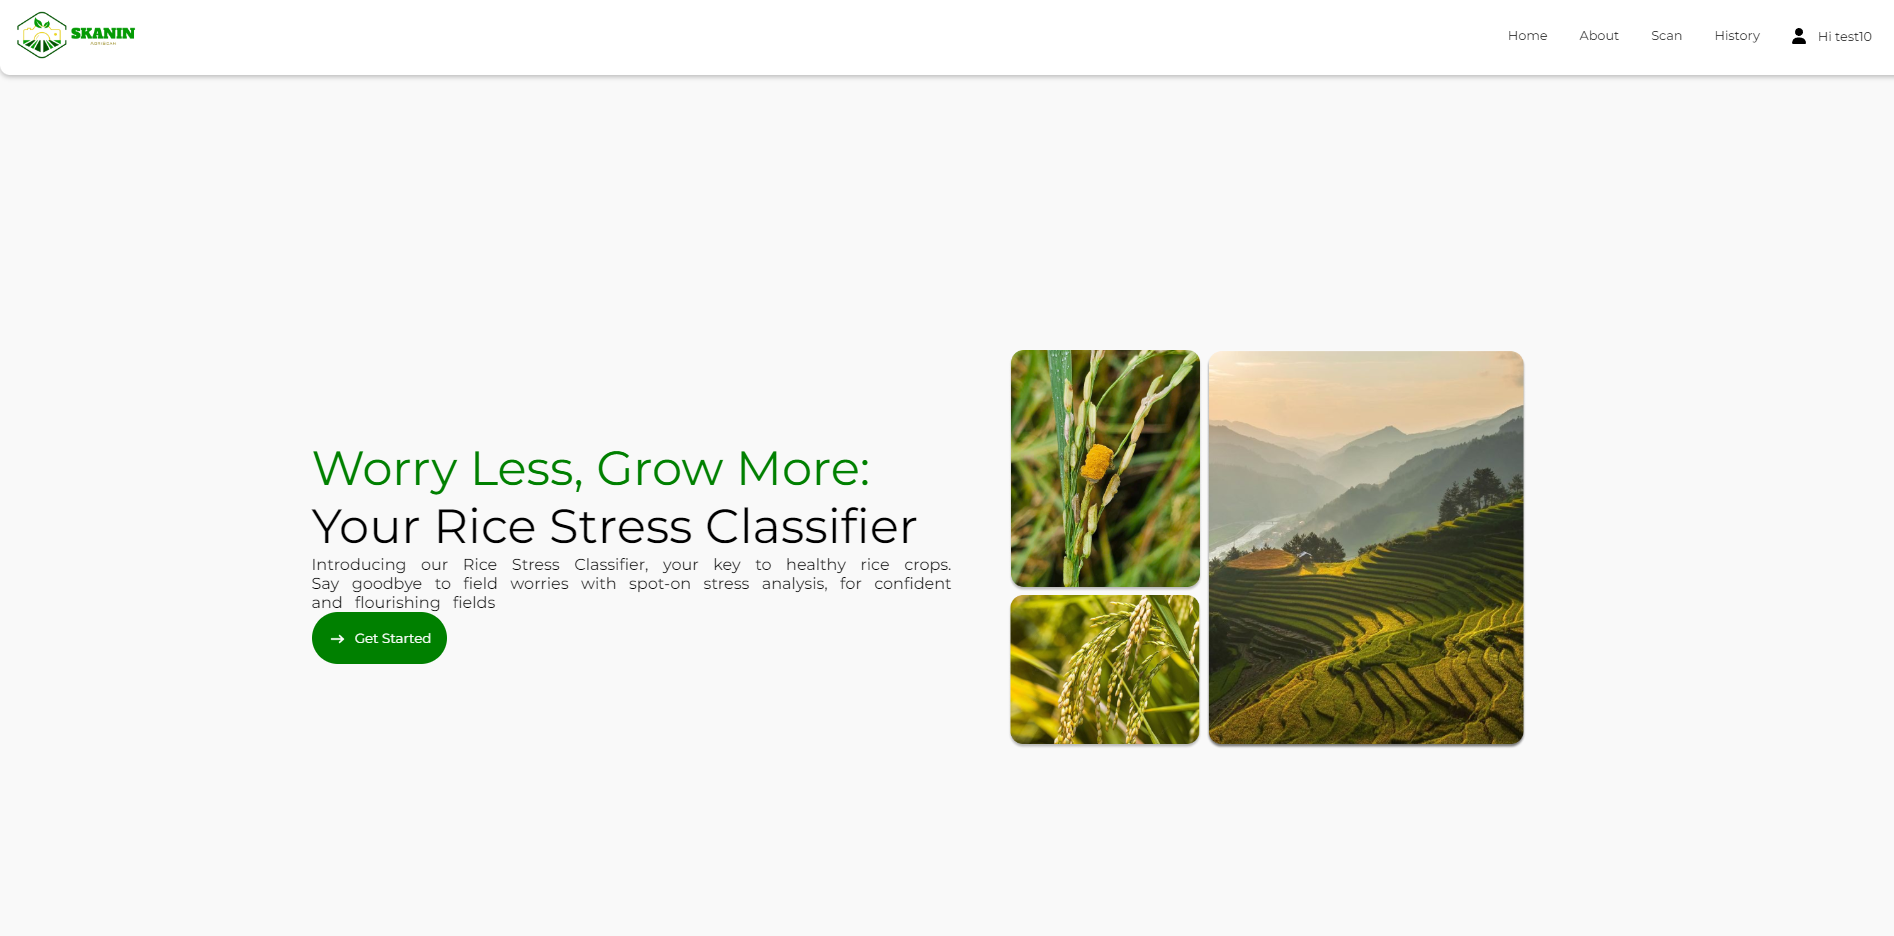 SKANIN
Home
About
Scan
History
Hi test10
Worry Less, Grow More:
Your Rice Stress Classifier
Introducing our Rice Stress Classifier, your key to healthy rice crops.
Say goodbye to field worries with spot-on stress analysis, for confident
and flourishing fields
Get Started